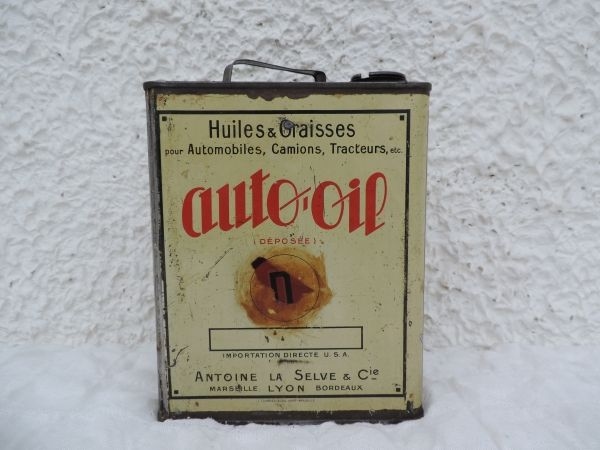 Huiles & Graisses
pour Automobiles, Camions, Tracteurs, etc.
auto-oil
(DÉPOSÉE)
n
IMPORTATION DIRECTE U.S.A.
ANTOINE LA SELVE & Cie
MARSEILLE LYON BORDEAUX